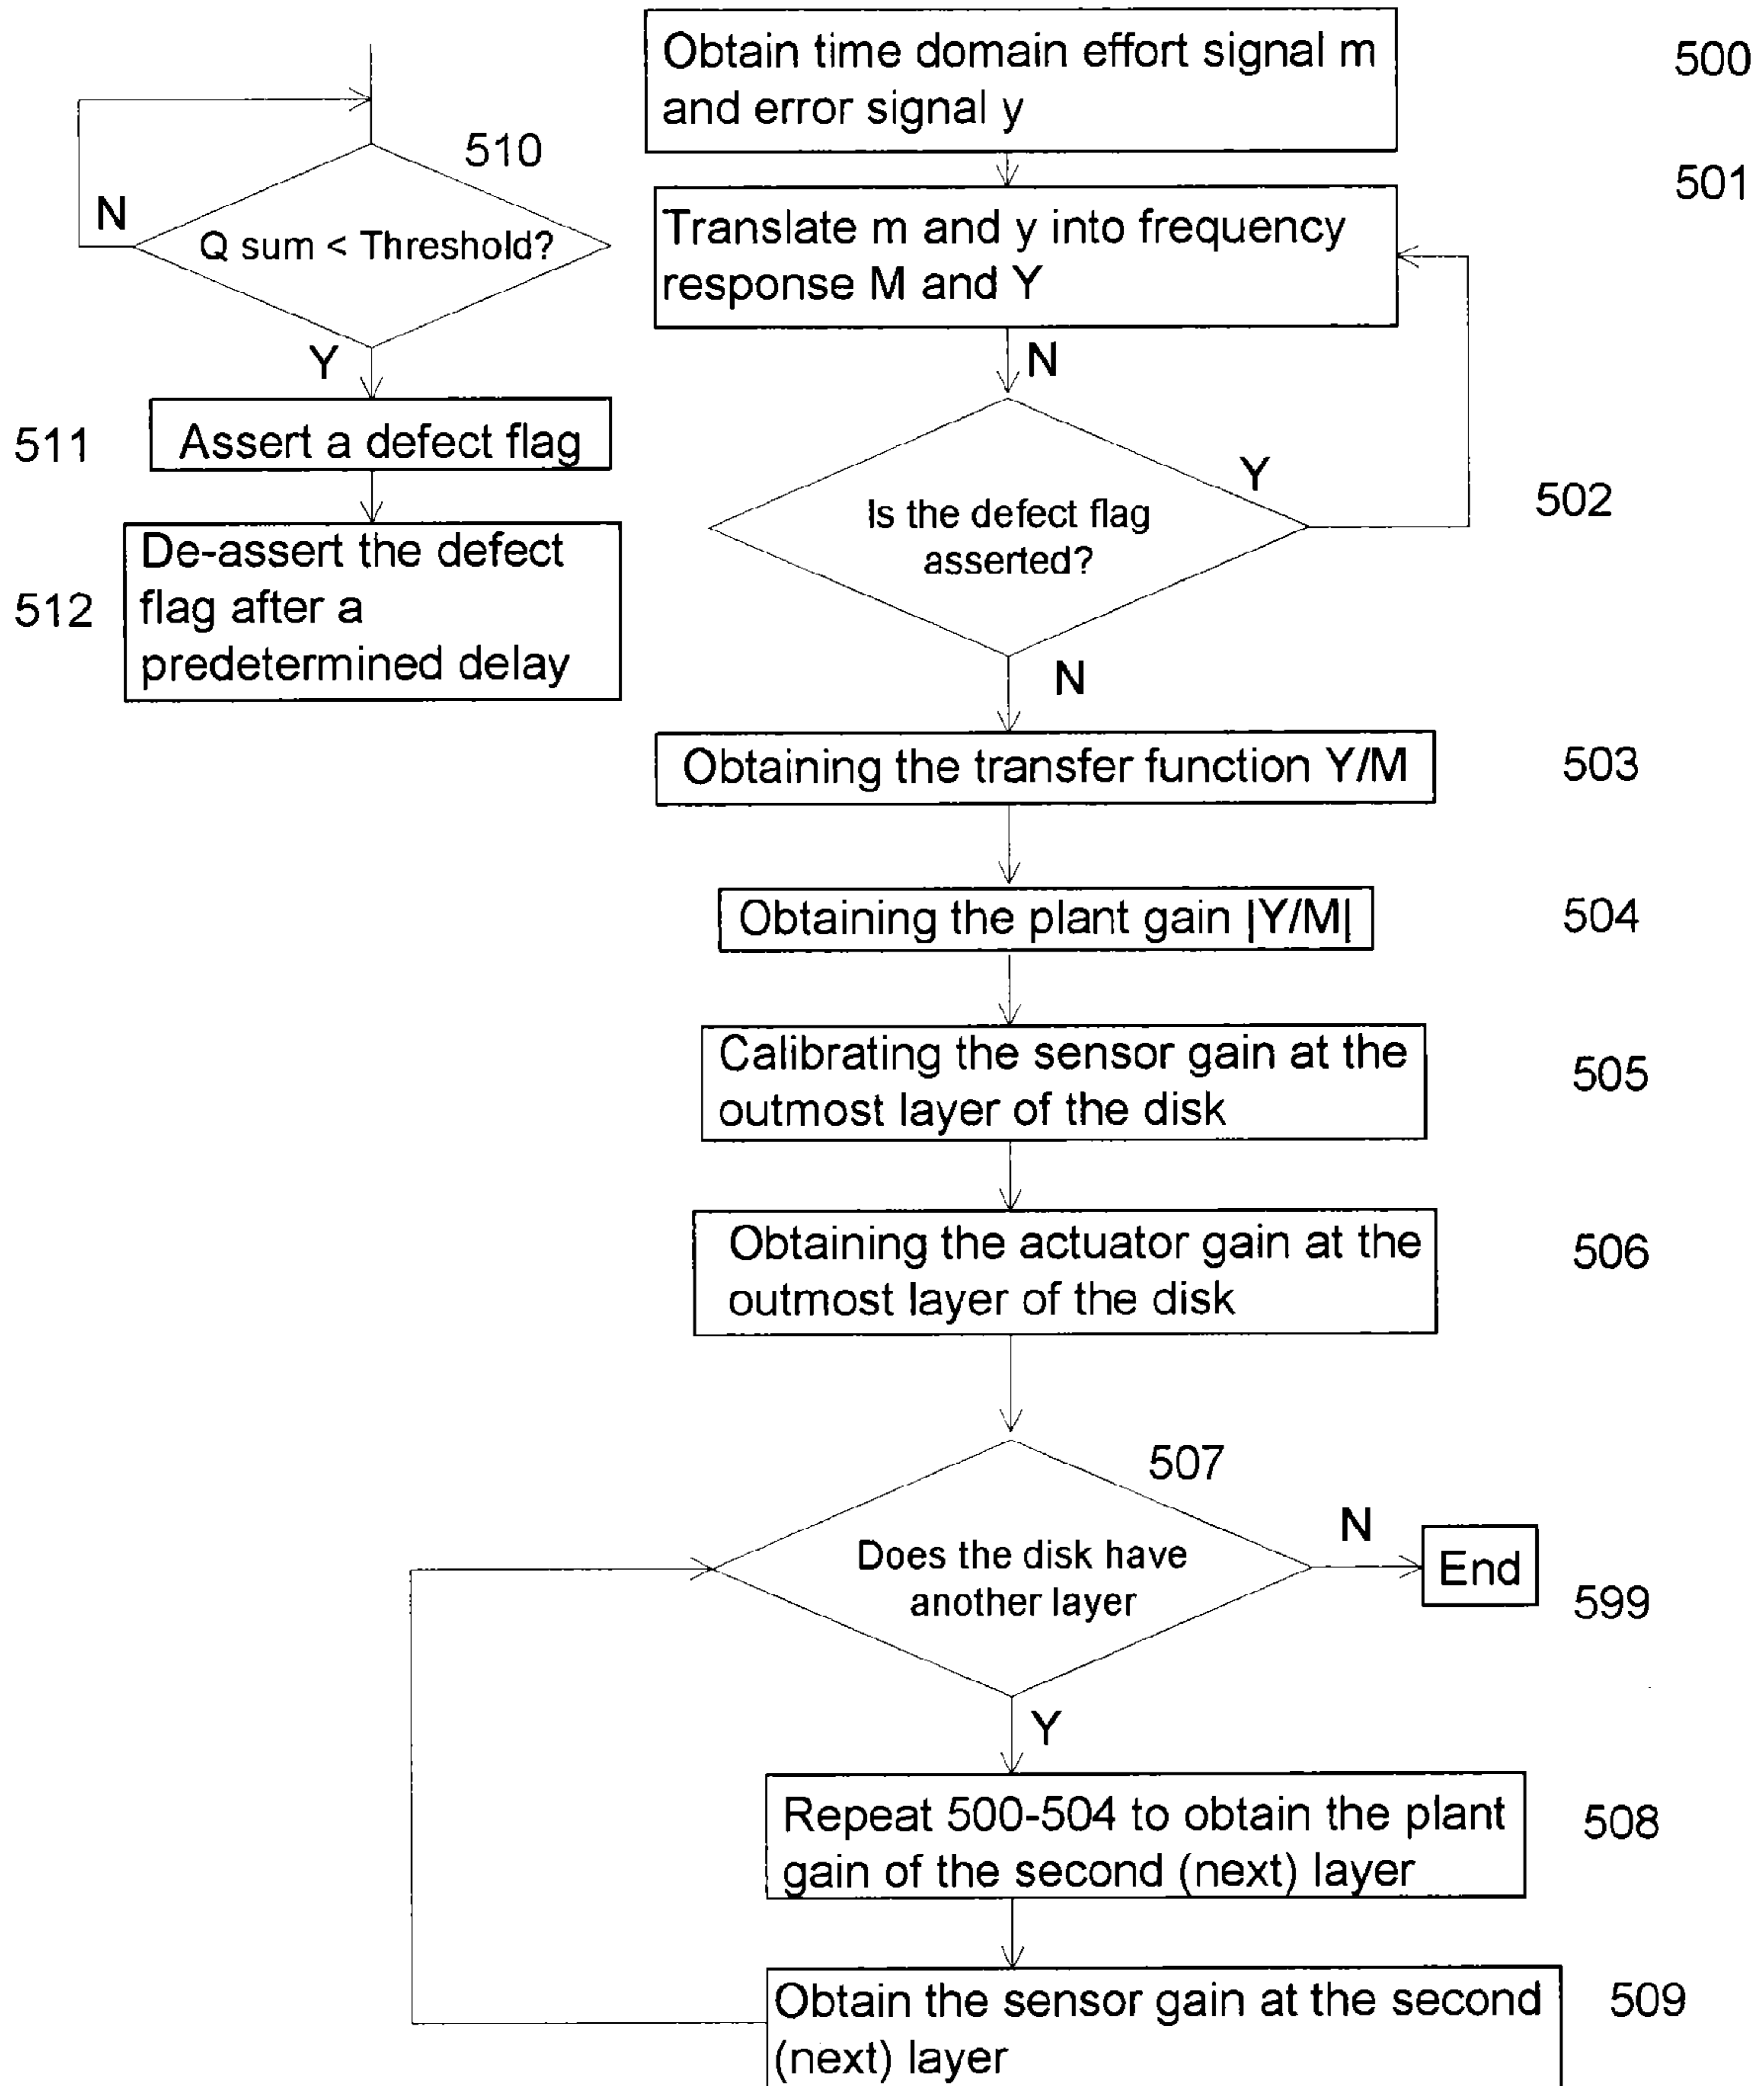 Obtain time domain effort signal m
and error signal y
500
501
Translate m and y into frequency
response M and Y
N
510
N
Q sum < Threshold?
Y
511
Assert a defect flag
512
De-assert the defect
flag after a
predetermined delay
Y
Is the defect flag
asserted?
502
N
Obtaining the transfer function Y/M
503
Obtaining the plant gain |Y/M|
504
Calibrating the sensor gain at the
outmost layer of the disk
505
Obtaining the actuator gain at the
outmost layer of the disk
506
507
Does the disk have
another layer
N
End
599
Y
Repeat 500-504 to obtain the plant
gain of the second (next) layer
508
Obtain the sensor gain at the second
(next) layer
509